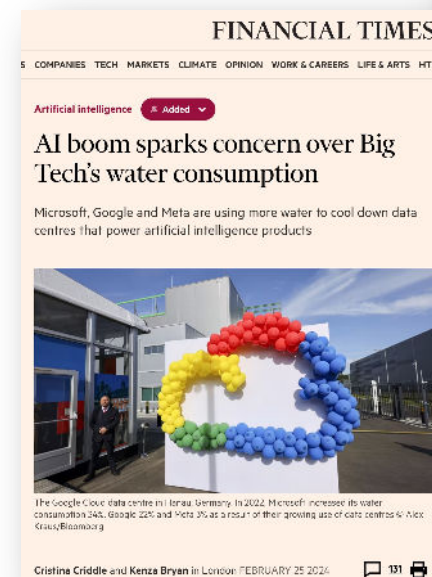 FINANCIAL TIMES
S COMPANIES TECH MARKETS CLIMATE OPINION WORK & CAREERS LIFE & ARTS HT
Artificial intelligence Added
AI boom sparks concern over Big
Tech's water consumption
Microsoft, Google and Meta are using more water to cool down data
centres that power artificial intelligence products
The Google Cloud data centre in Hanau, Germany. In 2022, Microsoft increased its water
consumption 34%, Google 22% and Meta 3% as a result of their growing use of data centres © Alex
Kraus/Bloomberg
Cristina Criddle and Kenza Bryan in London FEBRUARY 25 2024
131